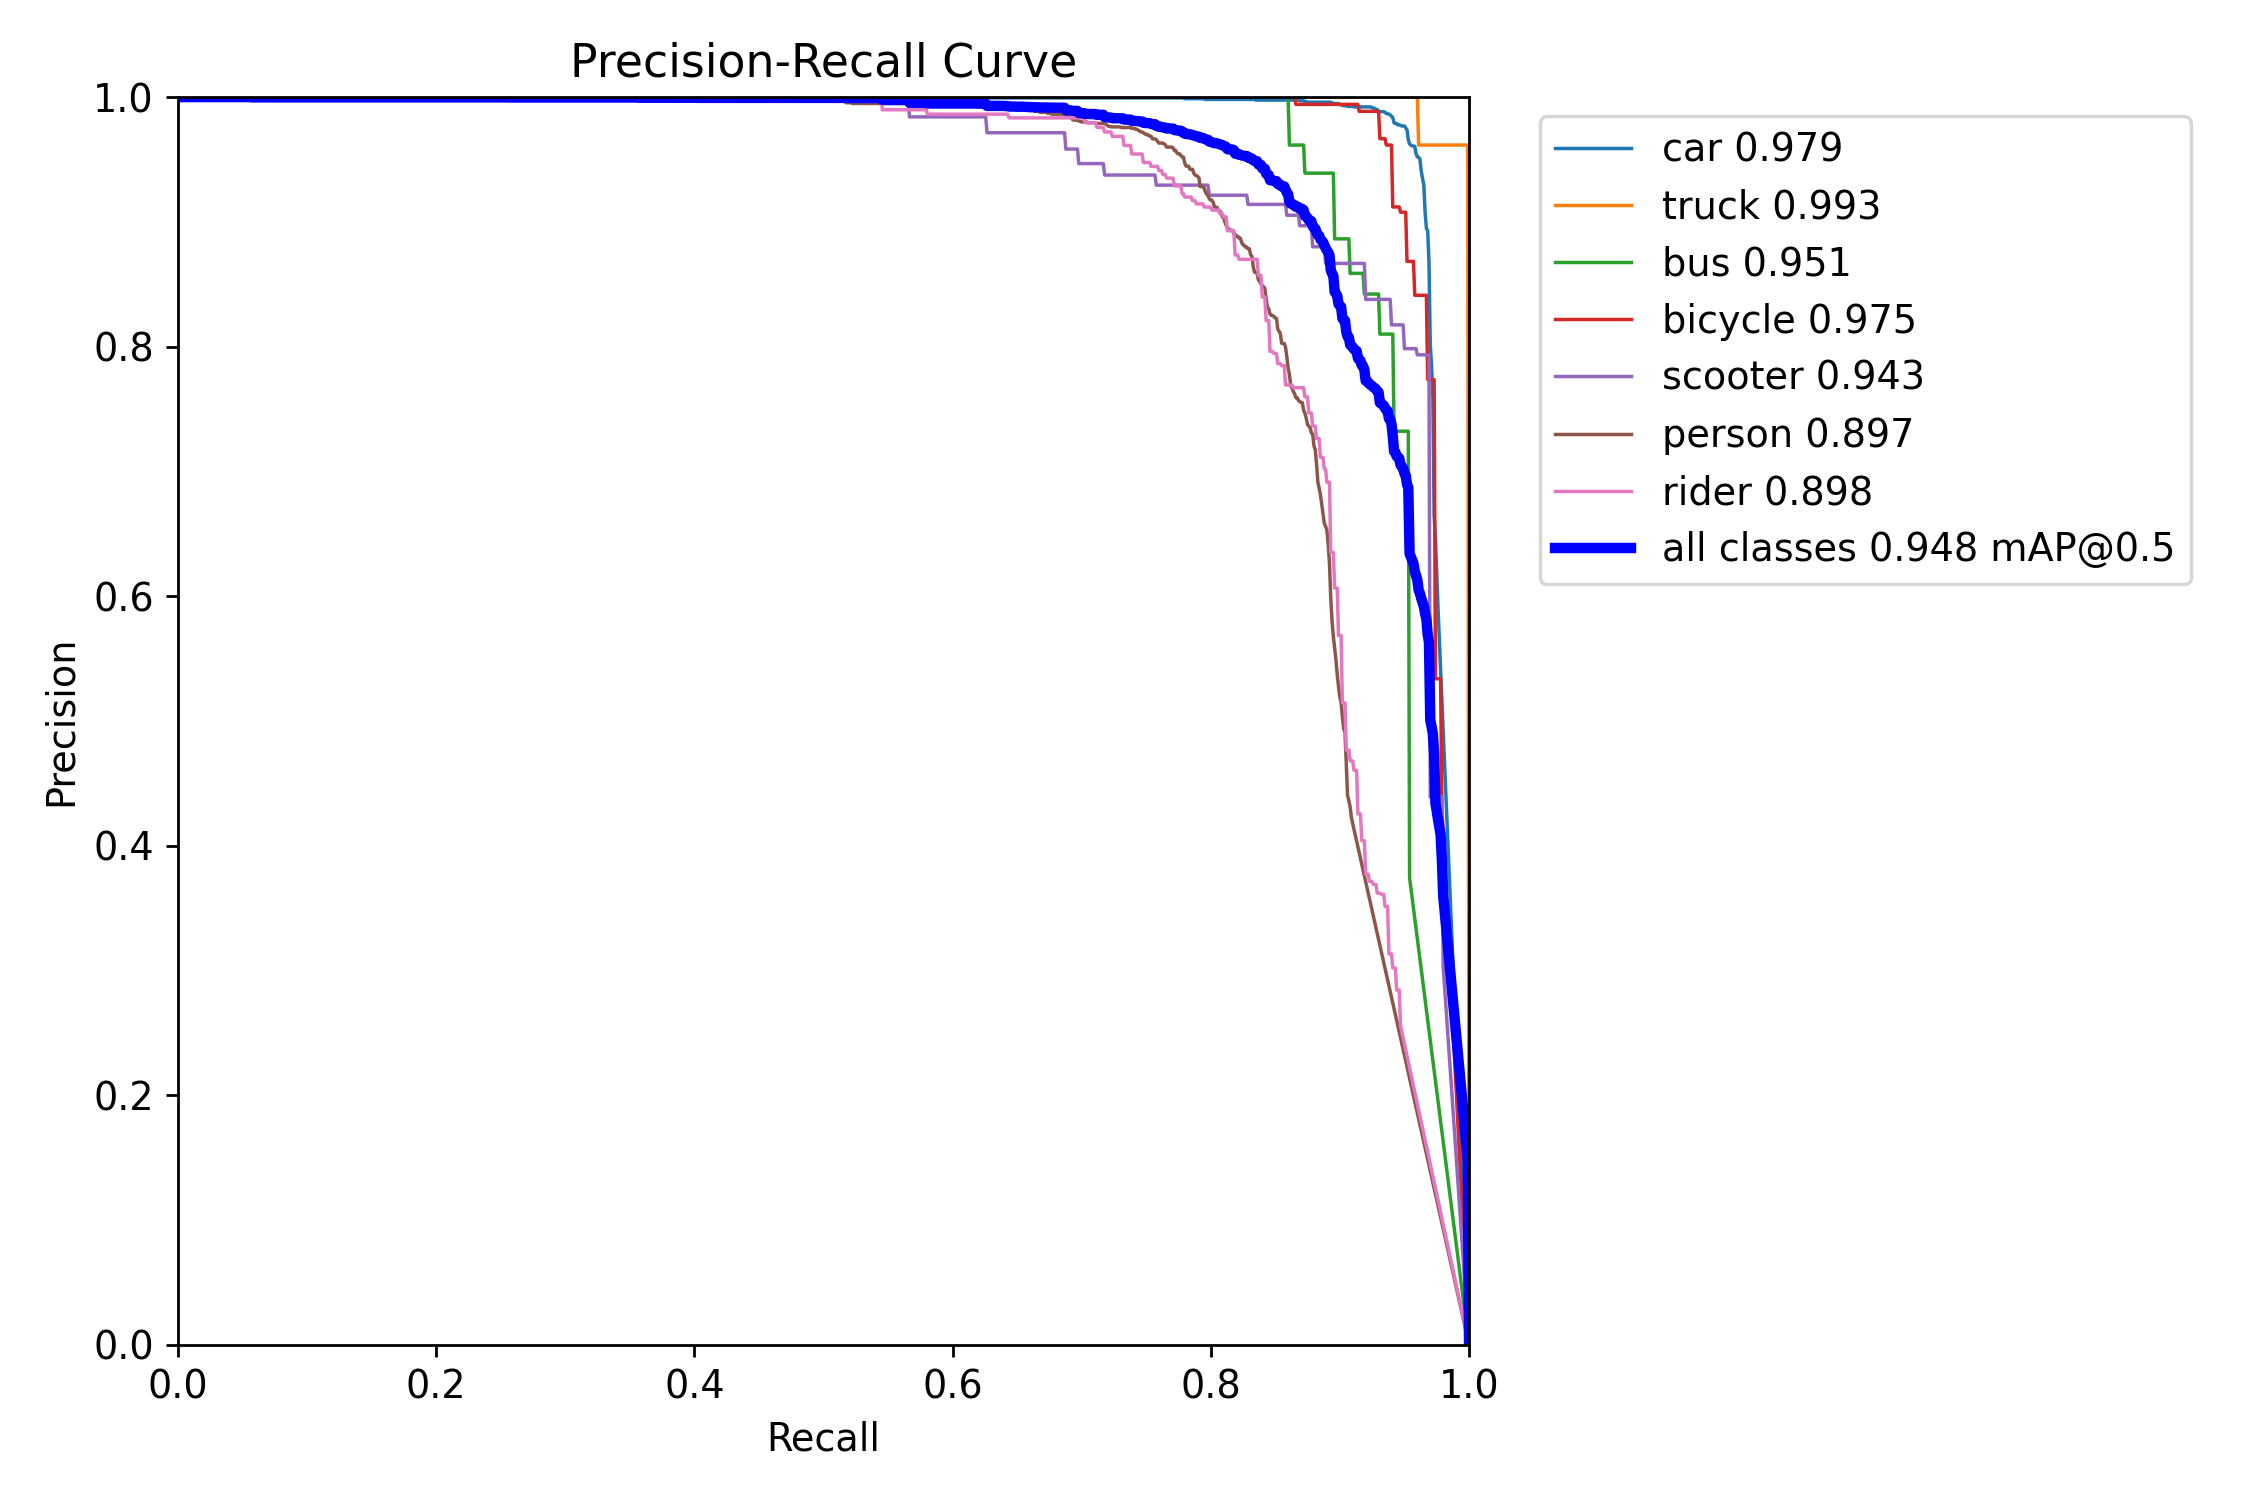 Precision-Recall Curve
1.0
0.8
0.6
0.4
0.2
0.0
Precision
0.0 0.2 0.4 0.6 0.8 1.0
Recall
car 0.979
truck 0.993
bus 0.951
bicycle 0.975
scooter 0.943
person 0.897
rider 0.898
all classes 0.948 mAP@0.5